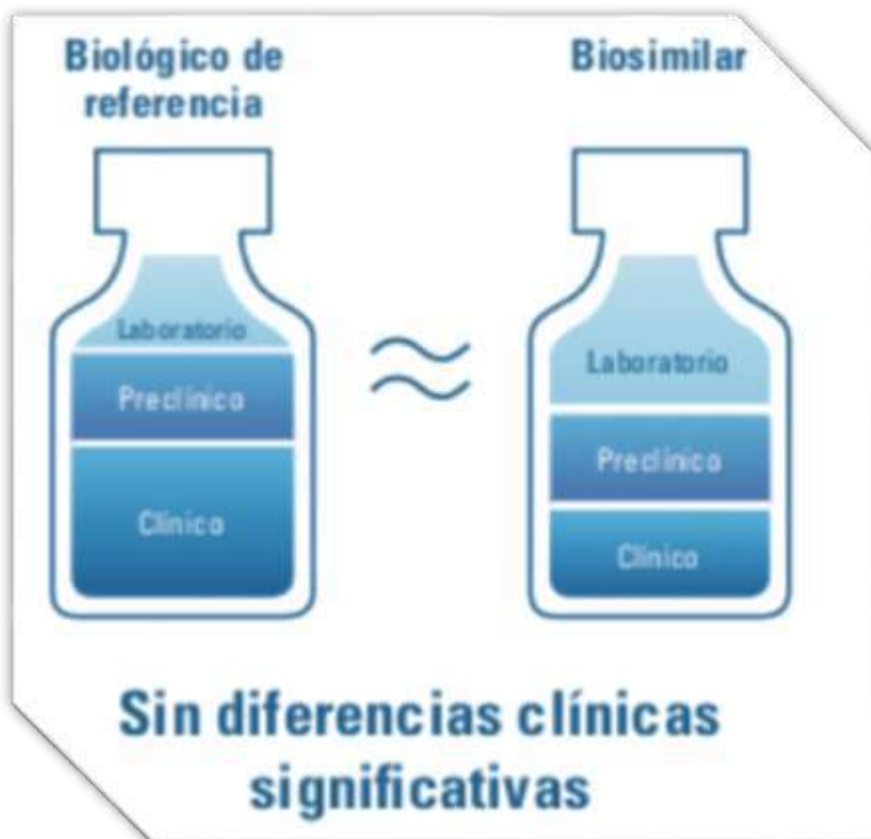 Biológico de
referencia
Biosimilar
Laboratorio
Preclínico
Clínico
Laboratorio
Preclínico
Clínico
Sin diferencias clínicas
significativas